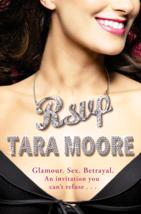 Rsvp
TARA MOORE
Glamour. Sex. Betrayal.
An invitation you
can't refuse . . .